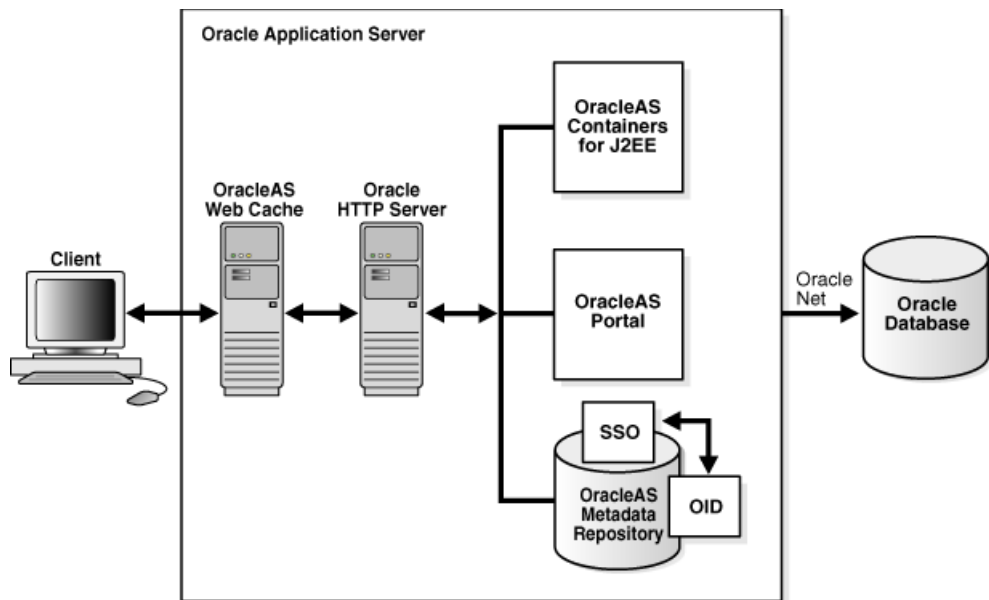 Oracle Application Server
OracleAS
Containers
for J2EE
OracleAS
Web Cache
Oracle
HTTP Server
Client
OracleAS
Portal
Oracle
Net
Oracle
Database
SSO
OracleAS
Metadata
Repository
OID